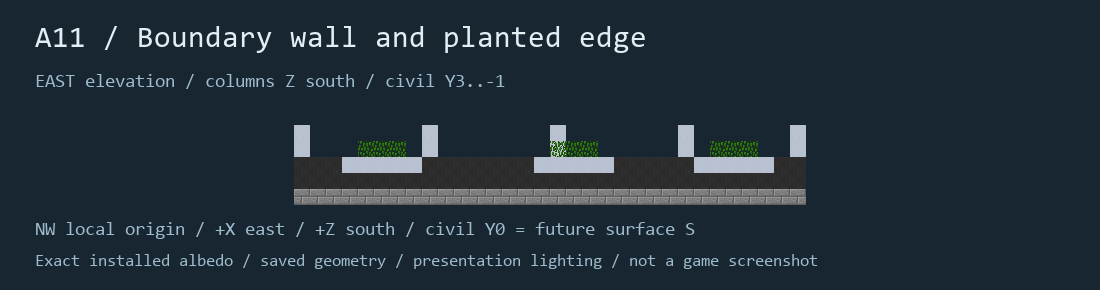 A11 / Boundary wall and planted edge
EAST elevation / columns Z south / civil Y3..-1
NW local origin / +X east / +Z south / civil Y0 = future surface S
Exact installed albedo / saved geometry / presentation lighting / not a game screenshot